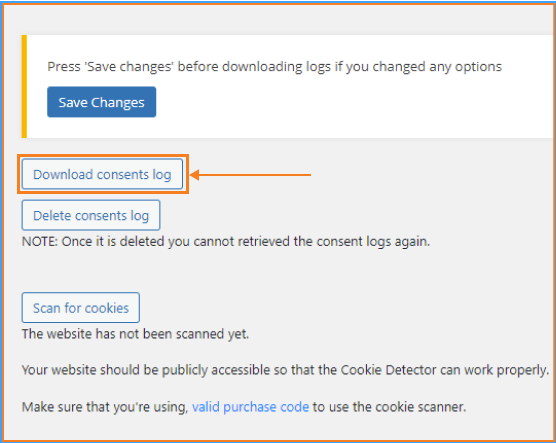 Press 'Save changes' before downloading logs if you changed any options
Save Changes
Download consents log
Delete consents log
NOTE: Once it is deleted you cannot retrieved the consent logs again.
Scan for cookies
The website has not been scanned yet.
Your website should be publicly accessible so that the Cookie Detector can work properly.
Make sure that you're using, valid purchase code to use the cookie scanner.